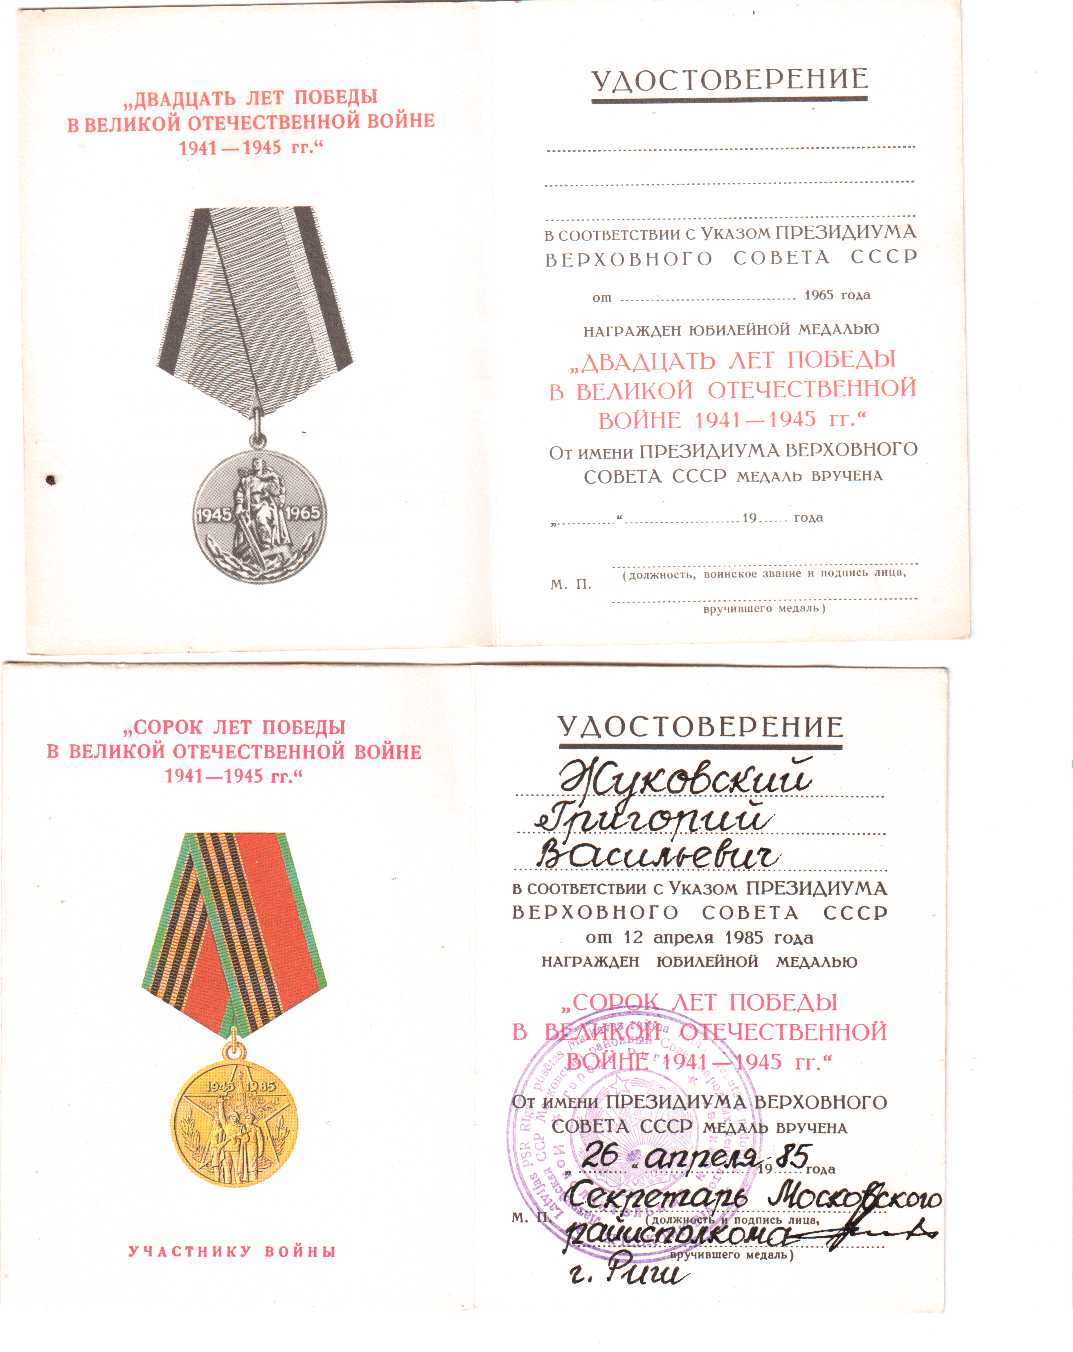 „ДВАДЦАТЬ ЛЕТ ПОБЕДЫ
В ВЕЛИКОЙ ОТЕЧЕСТВЕННОЙ ВОЙНЕ
1941—1945 гг.“
1945 1965
УДОСТОВЕРЕНИЕ
В СООТВЕТСТВИИ С УКАЗОМ ПРЕЗИДИУМА
ВЕРХОВНОГО СОВЕТА СССР
от 1965 года
НАГРАЖДЕН ЮБИЛЕЙНОЙ МЕДАЛЬЮ
„ДВАДЦАТЬ ЛЕТ ПОБЕДЫ
В ВЕЛИКОЙ ОТЕЧЕСТВЕННОЙ
ВОЙНЕ 1941—1945 гг.“
ОТ ИМЕНИ ПРЕЗИДИУМА ВЕРХОВНОГО
СОВЕТА СССР МЕДАЛЬ ВРУЧЕНА
„ “ 19 года
М. П.
(должность, воинское звание и подпись лица,
вручившего медаль)
„СОРОК ЛЕТ ПОБЕДЫ
В ВЕЛИКОЙ ОТЕЧЕСТВЕННОЙ ВОЙНЕ
1941—1945 гг.“
1945 1985
УЧАСТНИКУ ВОЙНЫ
УДОСТОВЕРЕНИЕ
Жуковский
Григорий
Васильевич
В СООТВЕТСТВИИ С УКАЗОМ ПРЕЗИДИУМА
ВЕРХОВНОГО СОВЕТА СССР
от 12 апреля 1985 года
НАГРАЖДЕН ЮБИЛЕЙНОЙ МЕДАЛЬЮ
„СОРОК ЛЕТ ПОБЕДЫ
В ВЕЛИКОЙ ОТЕЧЕСТВЕННОЙ
ВОЙНЕ 1941—1945 гг.“
ОТ ИМЕНИ ПРЕЗИДИУМА ВЕРХОВНОГО
СОВЕТА СССР МЕДАЛЬ ВРУЧЕНА
„ 26 “ апреля 19 85 года
Секретарь Московского
М. П. (должность и подпись лица,
райисполкома
вручившего медаль)
г. Риги